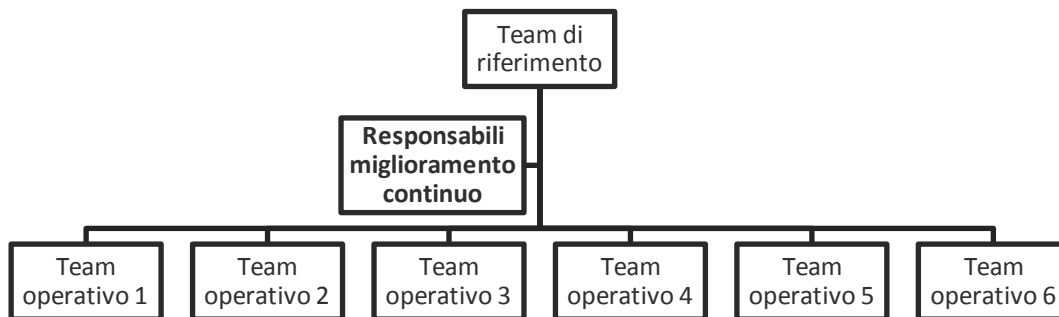 Team di
riferimento
Responsabili
miglioramento
continuo
Team
operativo 1
Team
operativo 2
Team
operativo 3
Team
operativo 4
Team
operativo 5
Team
operativo 6